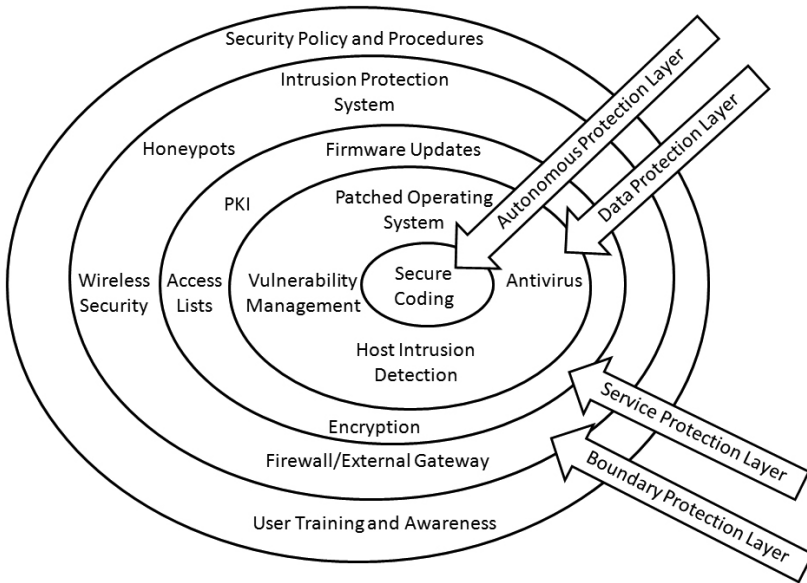 Security Policy and Procedures
Intrusion Protection
System
Honeypots
Firmware Updates
PKI
Patched Operating
System
Wireless
Security
Access
Lists
Vulnerability
Management
Secure
Coding
Antivirus
Host Intrusion
Detection
Encryption
Firewall/External Gateway
User Training and Awareness
Autonomous Protection Layer
Data Protection Layer
Service Protection Layer
Boundary Protection Layer